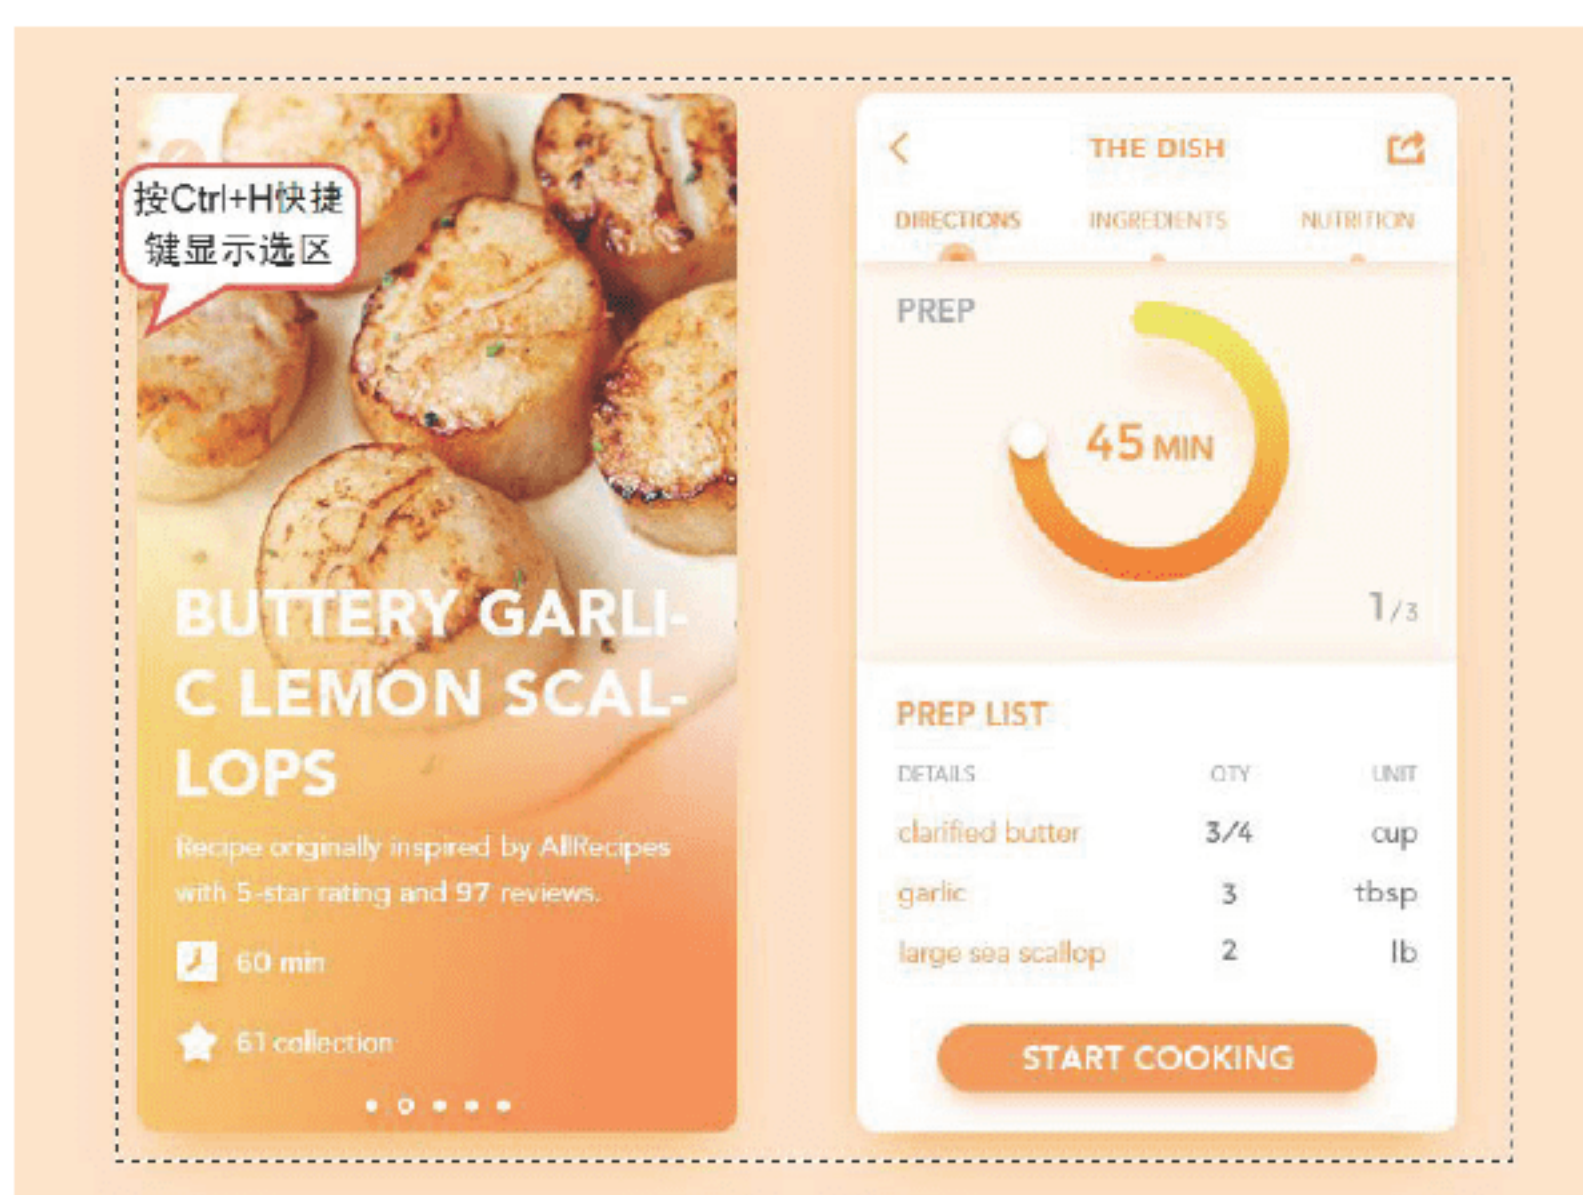 按Ctrl+H快捷
键显示选区
BUTTERY GARLI-
C LEMON SCAL-
LOPS
Recipe originally inspired by AllRecipes
with 5-star rating and 97 reviews.
60 min
61 collection
THE DISH
DIRECTIONS INGREDIENTS NUTRITION
PREP
45 MIN
1/3
PREP LIST
DETAILS QTY UNIT
clarified butter 3/4 cup
garlic 3 tbsp
large sea scallop 2 lb
START COOKING